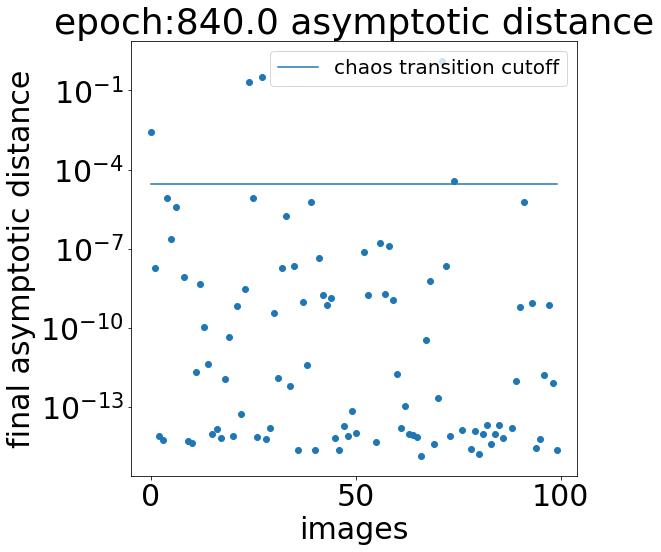 epoch:840.0 asymptotic distance
chaos transition cutoff
final asymptotic distance
10⁻¹
10⁻⁴
10⁻⁷
10⁻¹⁰
10⁻¹³
0
50
100
images